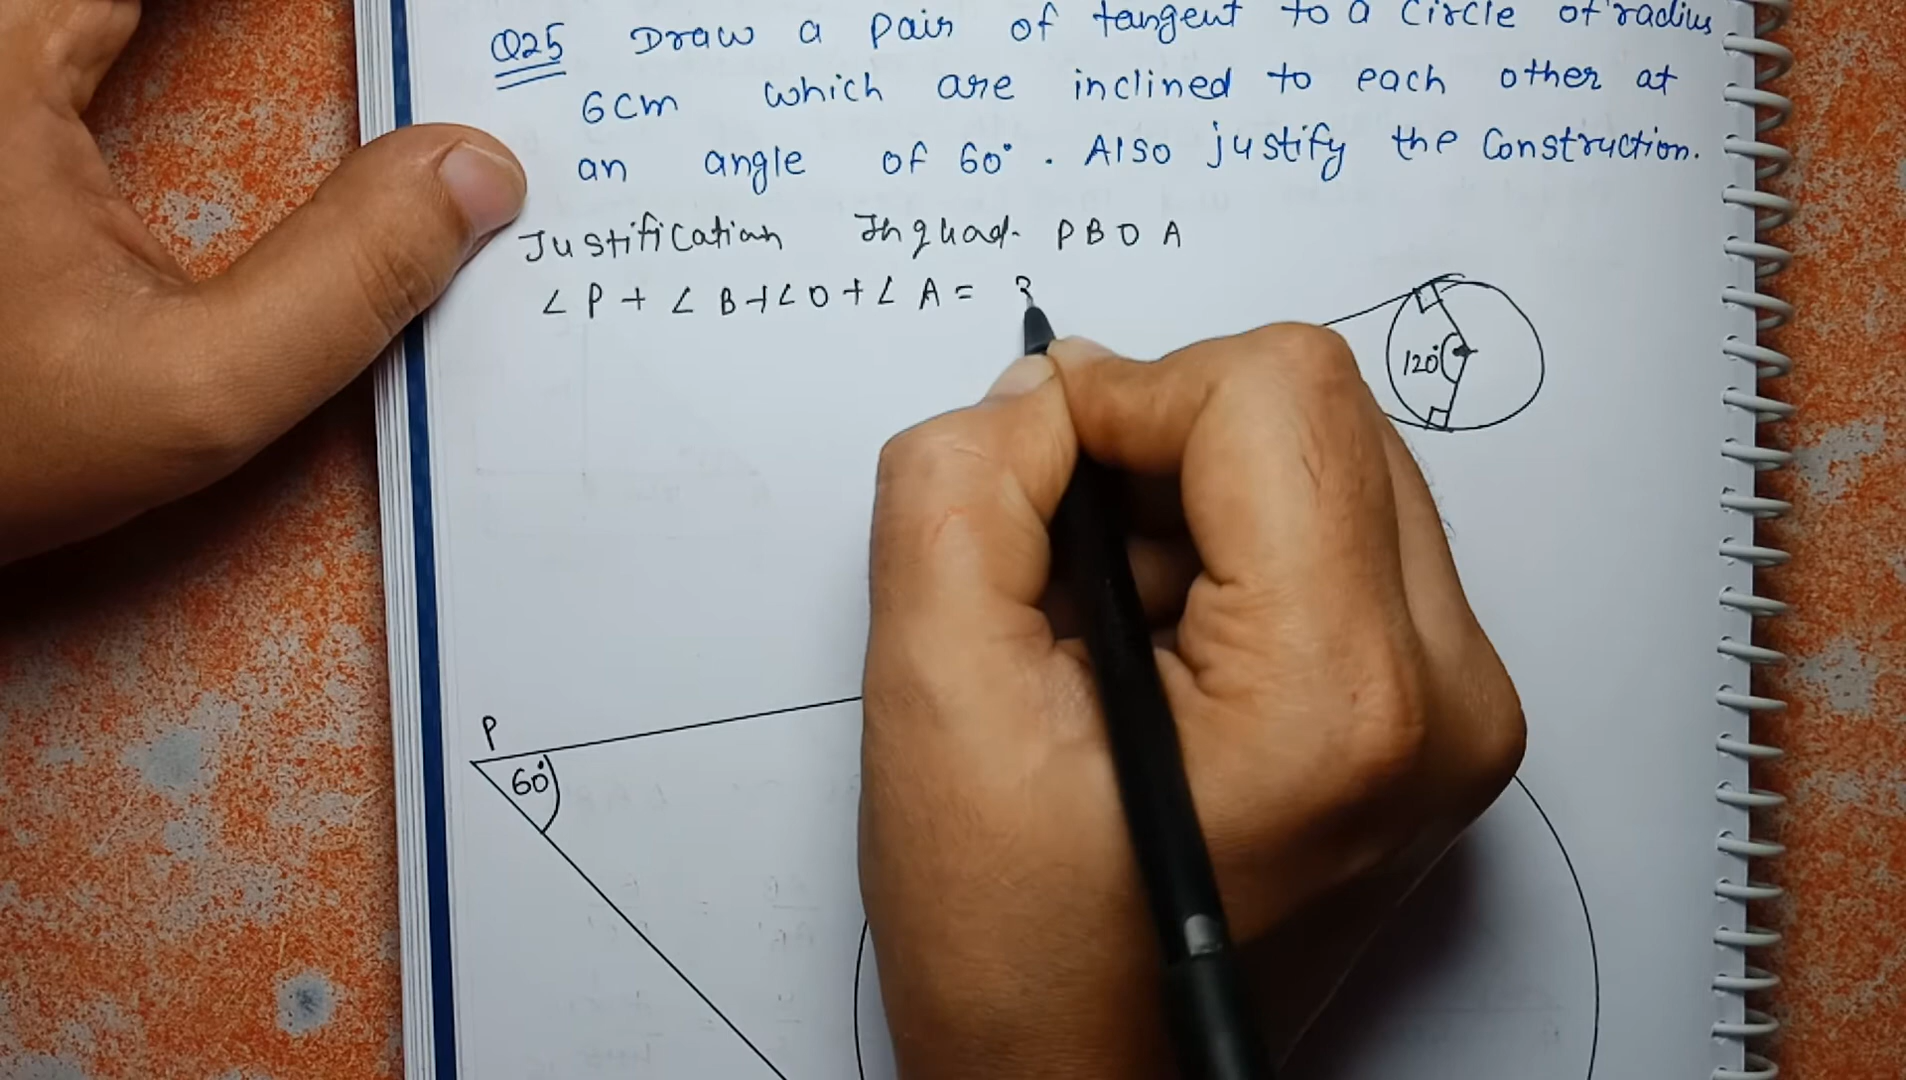 Q25 Draw a pair of tangent to a Circle of radius
6cm which are inclined to each other at
an angle of 60°. Also justify the Construction.
Justification In quad. PBOA
∠P + ∠B + ∠O + ∠A = 3
120°
P
60°